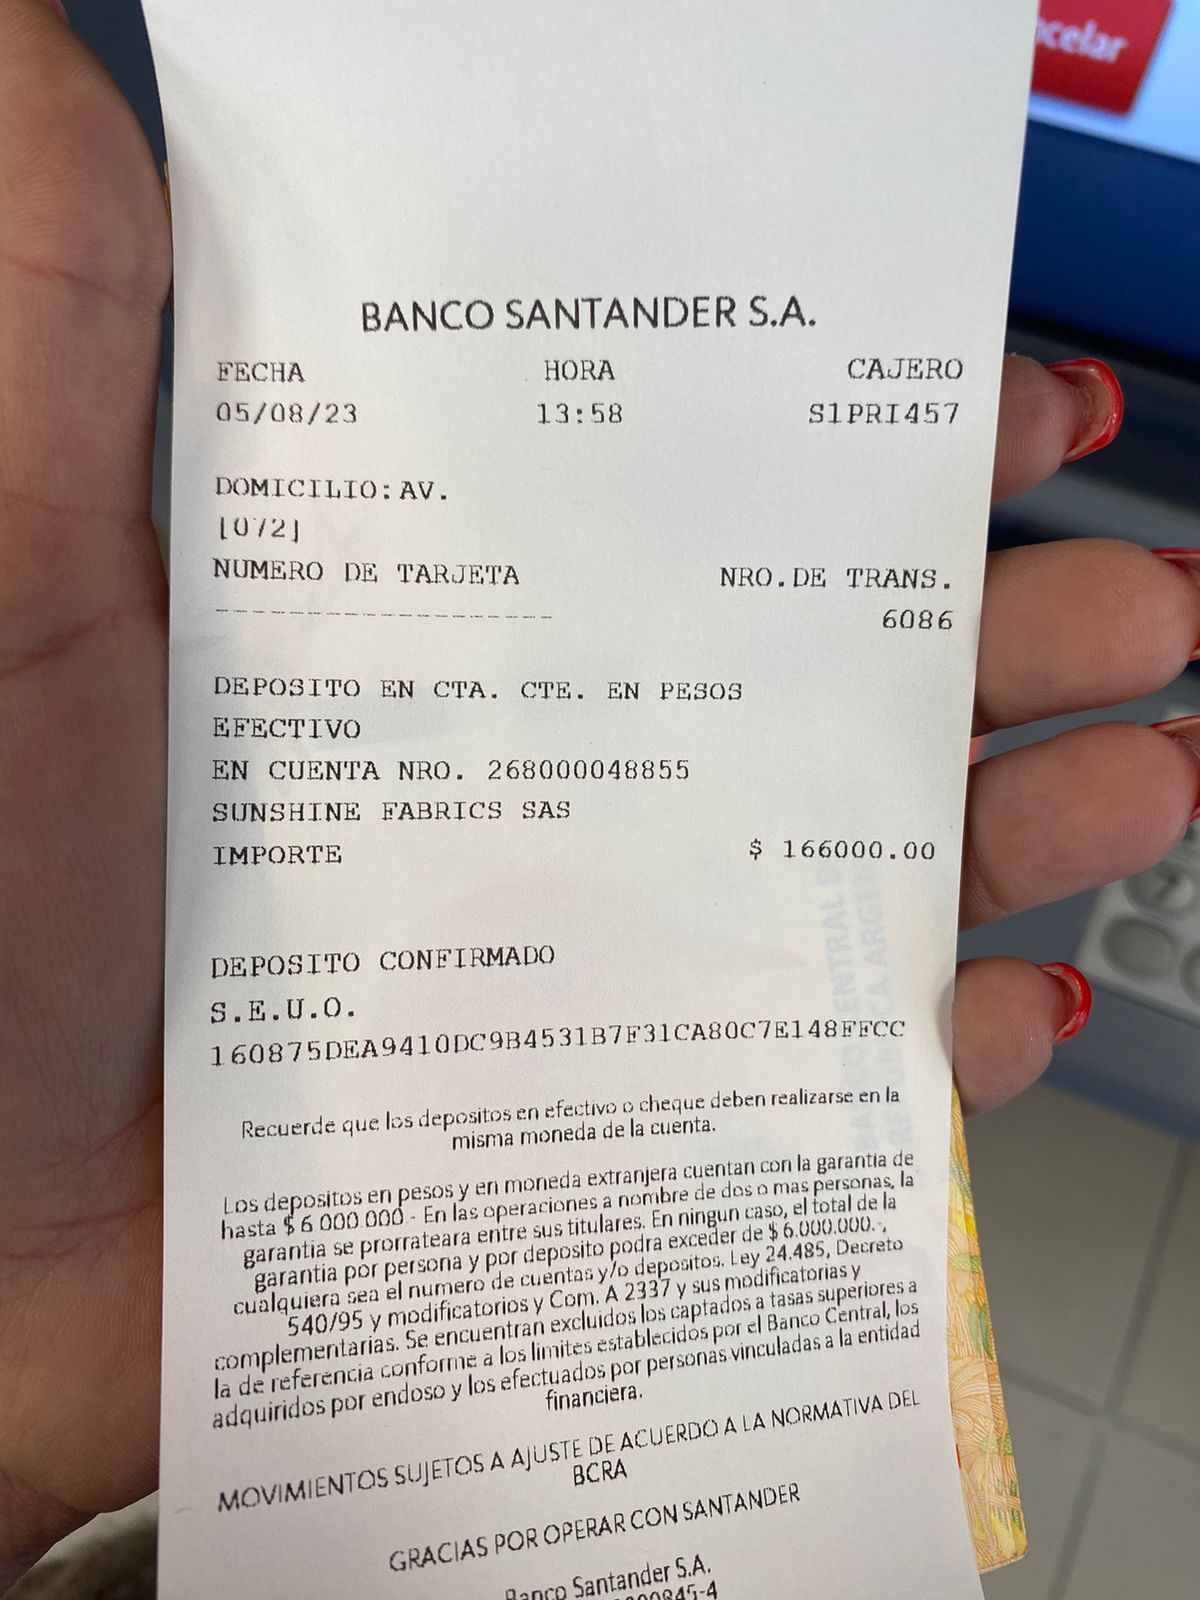 ncelar
BANCO SANTANDER S.A.
FECHA HORA CAJERO
05/08/23 13:58 S1PRI457
DOMICILIO:AV.
[072]
NUMERO DE TARJETA NRO.DE TRANS.
-------------------- 6086
DEPOSITO EN CTA. CTE. EN PESOS
EFECTIVO
EN CUENTA NRO. 268000048855
SUNSHINE FABRICS SAS
IMPORTE $ 166000.00
DEPOSITO CONFIRMADO
S.E.U.O.
160875DEA9410DC9B4531B7F31CA80C7E148FFCC
Recuerde que los depositos en efectivo o cheque deben realizarse en la
misma moneda de la cuenta.
Los depositos en pesos y en moneda extranjera cuentan con la garantia de
hasta $ 6.000.000.- En las operaciones a nombre de dos o mas personas, la
garantia se prorrateara entre sus titulares. En ningun caso, el total de la
garantia por persona y por deposito podra exceder de $ 6.000.000.-,
cualquiera sea el numero de cuentas y/o depositos. Ley 24.485, Decreto
540/95 y modificatorios y Com. A 2337 y sus modificatorias y
complementarias. Se encuentran excluidos los captados a tasas superiores a
la de referencia conforme a los limites establecidos por el Banco Central, los
adquiridos por endoso y los efectuados por personas vinculadas a la entidad
financiera.
MOVIMIENTOS SUJETOS A AJUSTE DE ACUERDO A LA NORMATIVA DEL
BCRA
GRACIAS POR OPERAR CON SANTANDER
Banco Santander S.A.